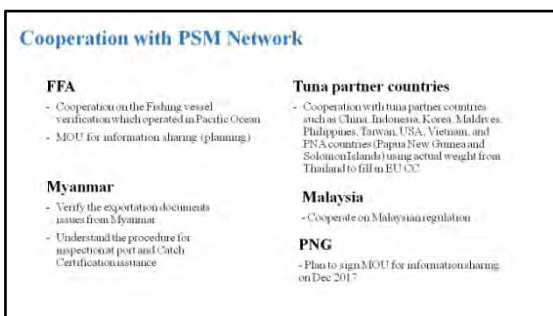 Cooperation with PSM Network
FFA
- Cooperation on the Fishing vessel
verification which operated in Pacific Ocean
- MOU for information sharing (planning)
Myanmar
- Verify the exportation documents
issues from Myanmar
- Understand the procedure for
inspection at port and Catch
Certification issuance
Tuna partner countries
- Cooperation with tuna partner countries
such as China, Indonesia, Korea, Maldives,
Philippines, Taiwan, USA, Vietnam, and
PNA countries (Papua New Guinea and
Solomon Islands) using actual weight from
Thailand to fill in EU CC
Malaysia
- Cooperate on Malaysian regulation
PNG
- Plan to sign MOU for information sharing
on Dec 2017